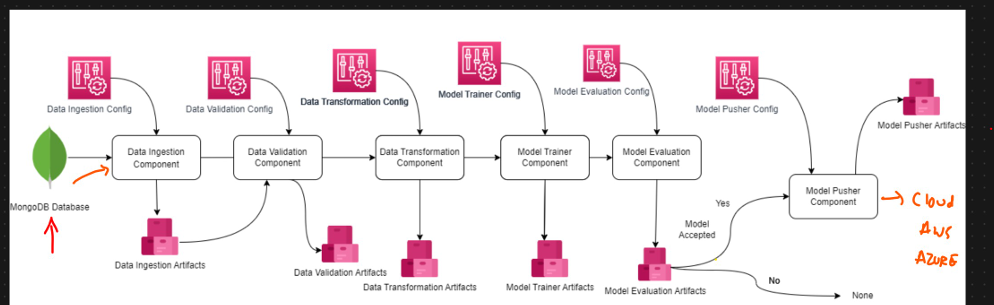 Data Ingestion Config
Data Validation Config
Data Transformation Config
Model Trainer Config
Model Evaluation Config
Model Pusher Config
Model Pusher Artifacts
MongoDB Database
Data Ingestion
Component
Data Validation
Component
Data Transformation
Component
Model Trainer
Component
Model Evaluation
Component
Model Pusher
Component
Cloud
AWS
AZURE
Yes
Model
Accepted
No
None
Data Ingestion Artifacts
Data Validation Artifacts
Data Transformation Artifacts
Model Trainer Artifacts
Model Evaluation Artifacts